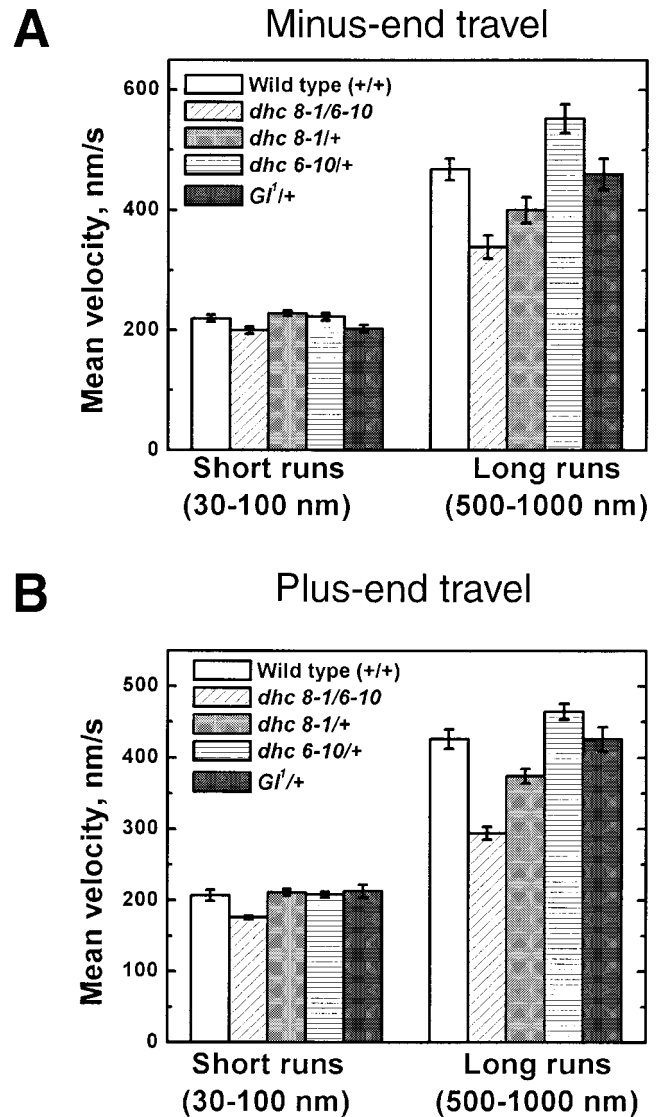 A
Minus-end travel
Mean velocity, nm/s
600
400
200
0
Wild type (+/+)
dhc 8-1/6-10
dhc 8-1/+
dhc 6-10/+
Gl¹/+
Short runs
(30-100 nm)
Long runs
(500-1000 nm)
B
Plus-end travel
Mean velocity, nm/s
500
400
300
200
100
0
Wild type (+/+)
dhc 8-1/6-10
dhc 8-1/+
dhc 6-10/+
Gl¹/+
Short runs
(30-100 nm)
Long runs
(500-1000 nm)